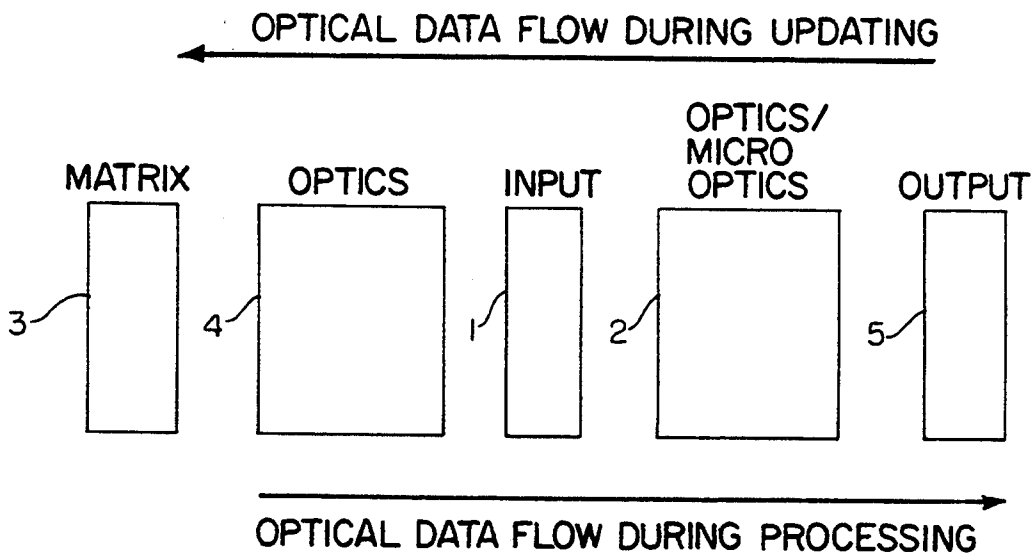 OPTICAL DATA FLOW DURING UPDATING
OPTICS/
MICRO
OPTICS
MATRIX
OPTICS
INPUT
OUTPUT
3
4
1
2
5
OPTICAL DATA FLOW DURING PROCESSING